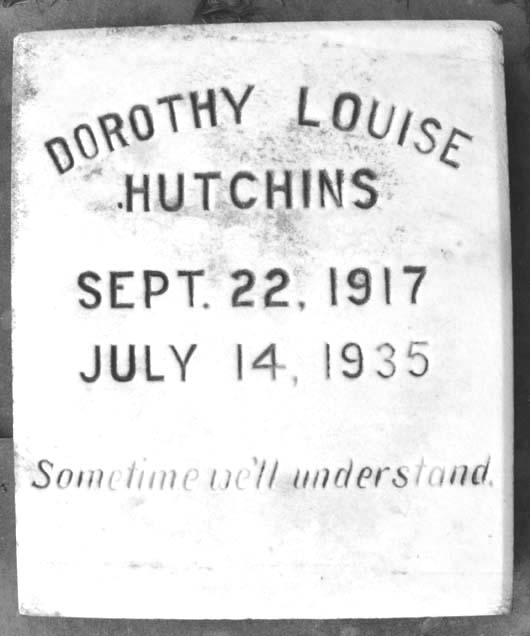 DOROTHY LOUISE
HUTCHINS
SEPT. 22, 1917
JULY 14, 1935
Sometime we'll understand.